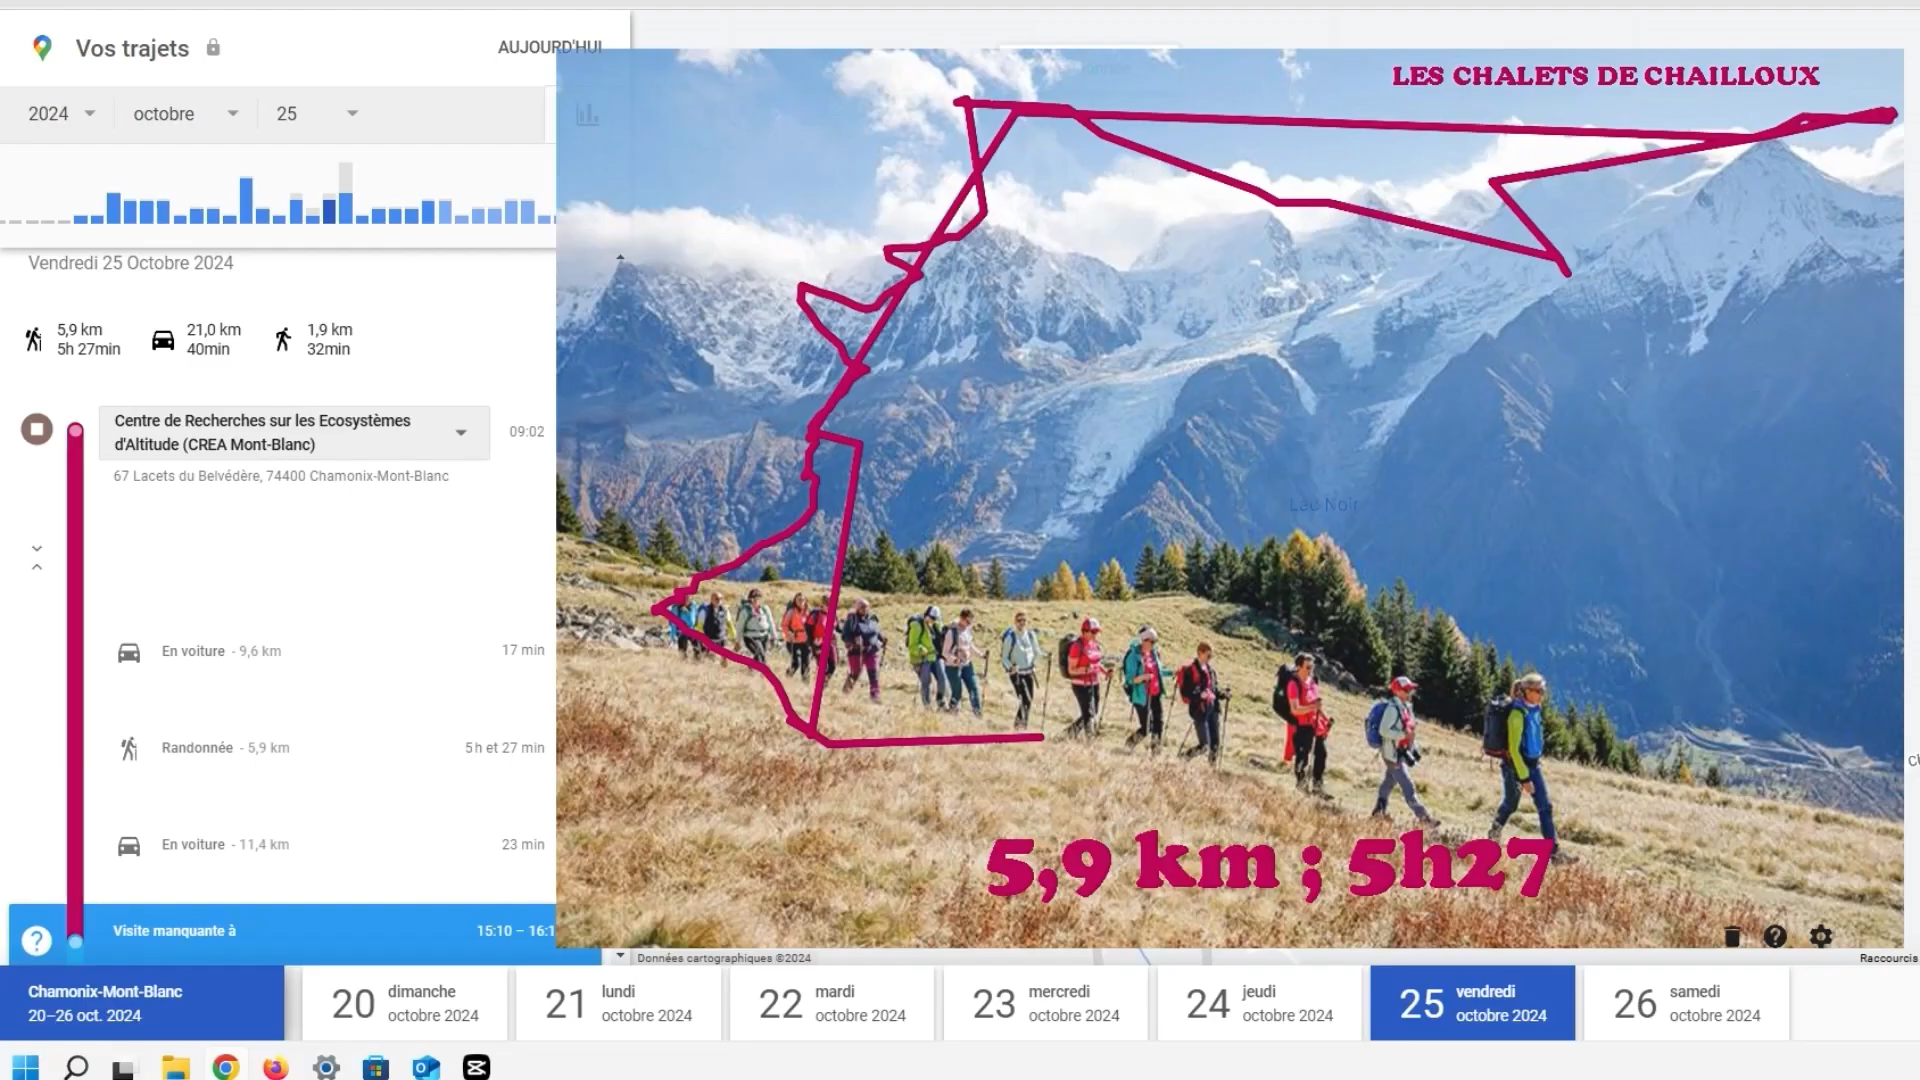 Vos trajets
AUJOURD'HUI
2024
octobre
25
Vendredi 25 Octobre 2024
5,9 km
5h 27min
21,0 km
40min
1,9 km
32min
Centre de Recherches sur les Ecosystèmes
d'Altitude (CREA Mont-Blanc)
09:02
67 Lacets du Belvédère, 74400 Chamonix-Mont-Blanc
En voiture - 9,6 km
17 min
Randonnée - 5,9 km
5 h et 27 min
En voiture - 11,4 km
23 min
Visite manquante à
15:10 – 16:1
LES CHALETS DE CHAILLOUX
Lac Noir
5,9 km ; 5h27
Données cartographiques ©2024
Raccourcis
Chamonix-Mont-Blanc
20–26 oct. 2024
20 dimanche
octobre 2024
21 lundi
octobre 2024
22 mardi
octobre 2024
23 mercredi
octobre 2024
24 jeudi
octobre 2024
25 vendredi
octobre 2024
26 samedi
octobre 2024